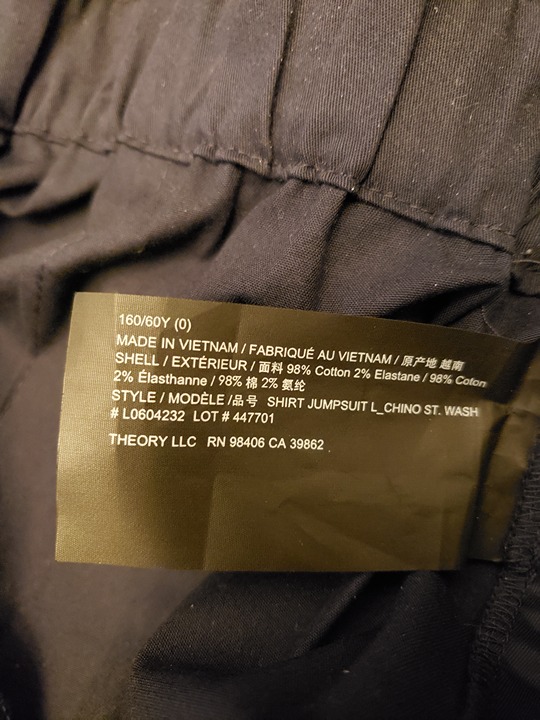 160/60Y (0)
MADE IN VIETNAM / FABRIQUÉ AU VIETNAM / 原产地 越南
SHELL / EXTÉRIEUR / 面料 98% Cotton 2% Elastane / 98% Coton
2% Élasthanne / 98% 棉 2% 氨纶
STYLE / MODÈLE /品号 SHIRT JUMPSUIT L_CHINO ST. WASH
# L0604232 LOT # 447701
THEORY LLC RN 98406 CA 39862